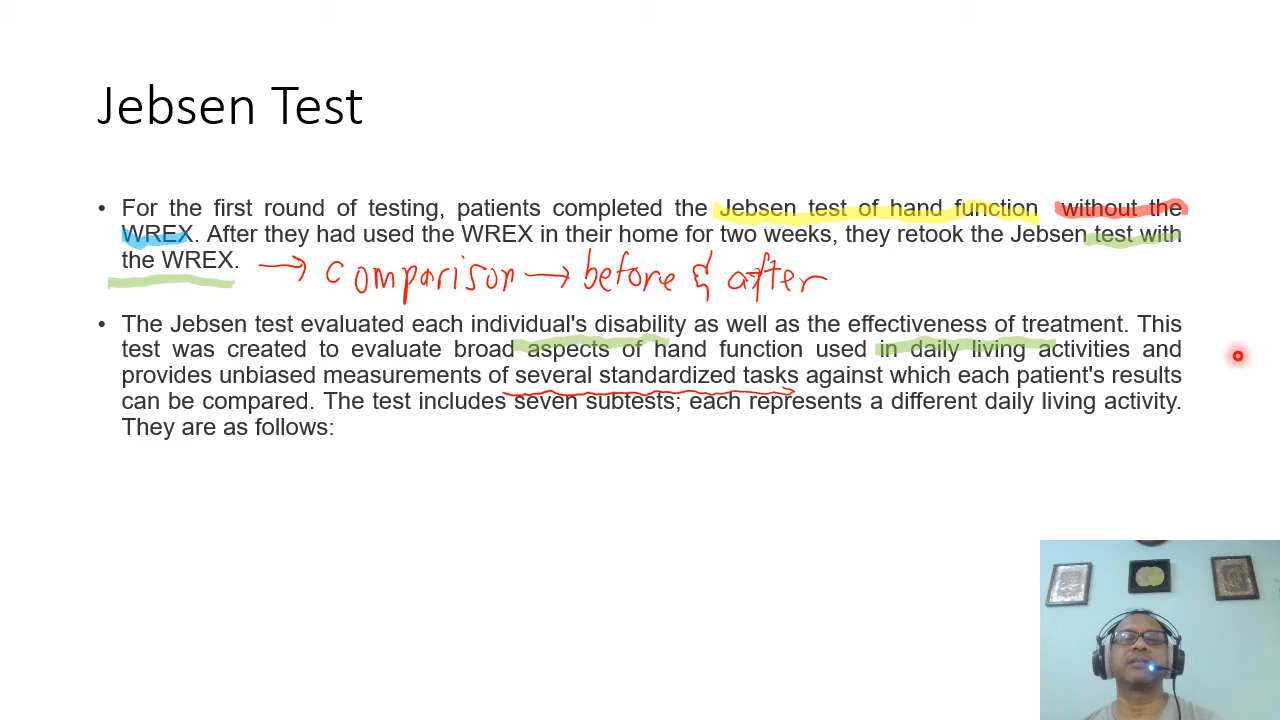 Jebsen Test
• For the first round of testing, patients completed the Jebsen test of hand function without the
WREX. After they had used the WREX in their home for two weeks, they retook the Jebsen test with
the WREX. → comparison → before & after
• The Jebsen test evaluated each individual's disability as well as the effectiveness of treatment. This
test was created to evaluate broad aspects of hand function used in daily living activities and
provides unbiased measurements of several standardized tasks against which each patient's results
can be compared. The test includes seven subtests; each represents a different daily living activity.
They are as follows: